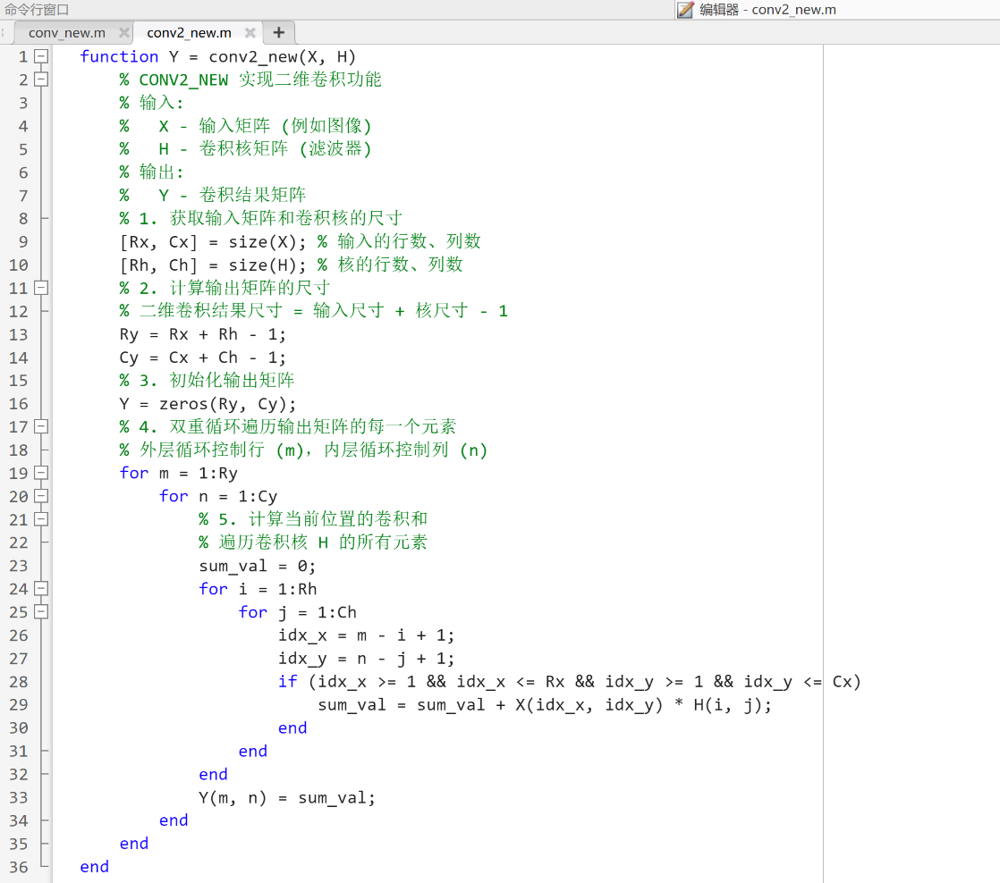 命令行窗口
编辑器 - conv2_new.m
conv_new.m
conv2_new.m
+
1 function Y = conv2_new(X, H)
2 % CONV2_NEW 实现二维卷积功能
3 % 输入:
4 %   X - 输入矩阵 (例如图像)
5 %   H - 卷积核矩阵 (滤波器)
6 % 输出:
7 %   Y - 卷积结果矩阵
8 % 1. 获取输入矩阵和卷积核的尺寸
9 [Rx, Cx] = size(X); % 输入的行数、列数
10 [Rh, Ch] = size(H); % 核的行数、列数
11 % 2. 计算输出矩阵的尺寸
12 % 二维卷积结果尺寸 = 输入尺寸 + 核尺寸 - 1
13 Ry = Rx + Rh - 1;
14 Cy = Cx + Ch - 1;
15 % 3. 初始化输出矩阵
16 Y = zeros(Ry, Cy);
17 % 4. 双重循环遍历输出矩阵的每一个元素
18 % 外层循环控制行 (m)，内层循环控制列 (n)
19 for m = 1:Ry
20 for n = 1:Cy
21 % 5. 计算当前位置的卷积和
22 % 遍历卷积核 H 的所有元素
23 sum_val = 0;
24 for i = 1:Rh
25 for j = 1:Ch
26 idx_x = m - i + 1;
27 idx_y = n - j + 1;
28 if (idx_x >= 1 && idx_x <= Rx && idx_y >= 1 && idx_y <= Cx)
29 sum_val = sum_val + X(idx_x, idx_y) * H(i, j);
30 end
31 end
32 end
33 Y(m, n) = sum_val;
34 end
35 end
36 end